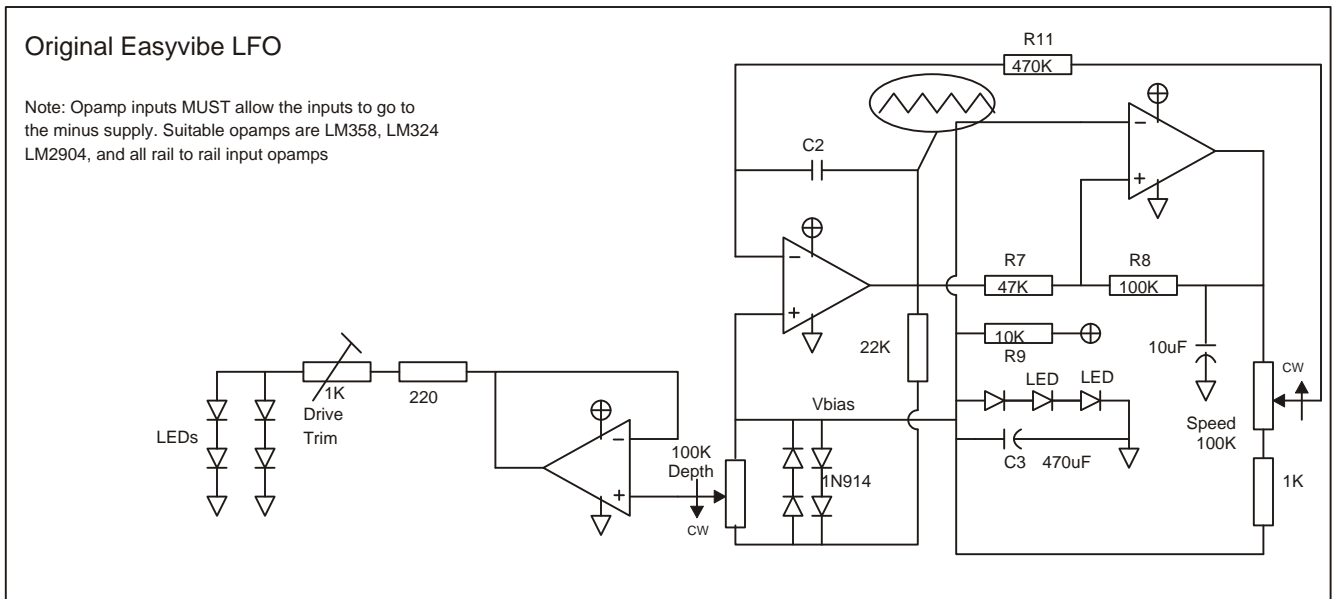 Original Easyvibe LFO
Note: Opamp inputs MUST allow the inputs to go to
the minus supply. Suitable opamps are LM358, LM324
LM2904, and all rail to rail input opamps
R11
470K
C2
R7
47K
R8
100K
10K
R9
22K
10uF
CW
LED
LED
Speed
100K
Vbias
C3
470uF
1K
1N914
100K
Depth
CW
1K
Drive
Trim
220
LEDs